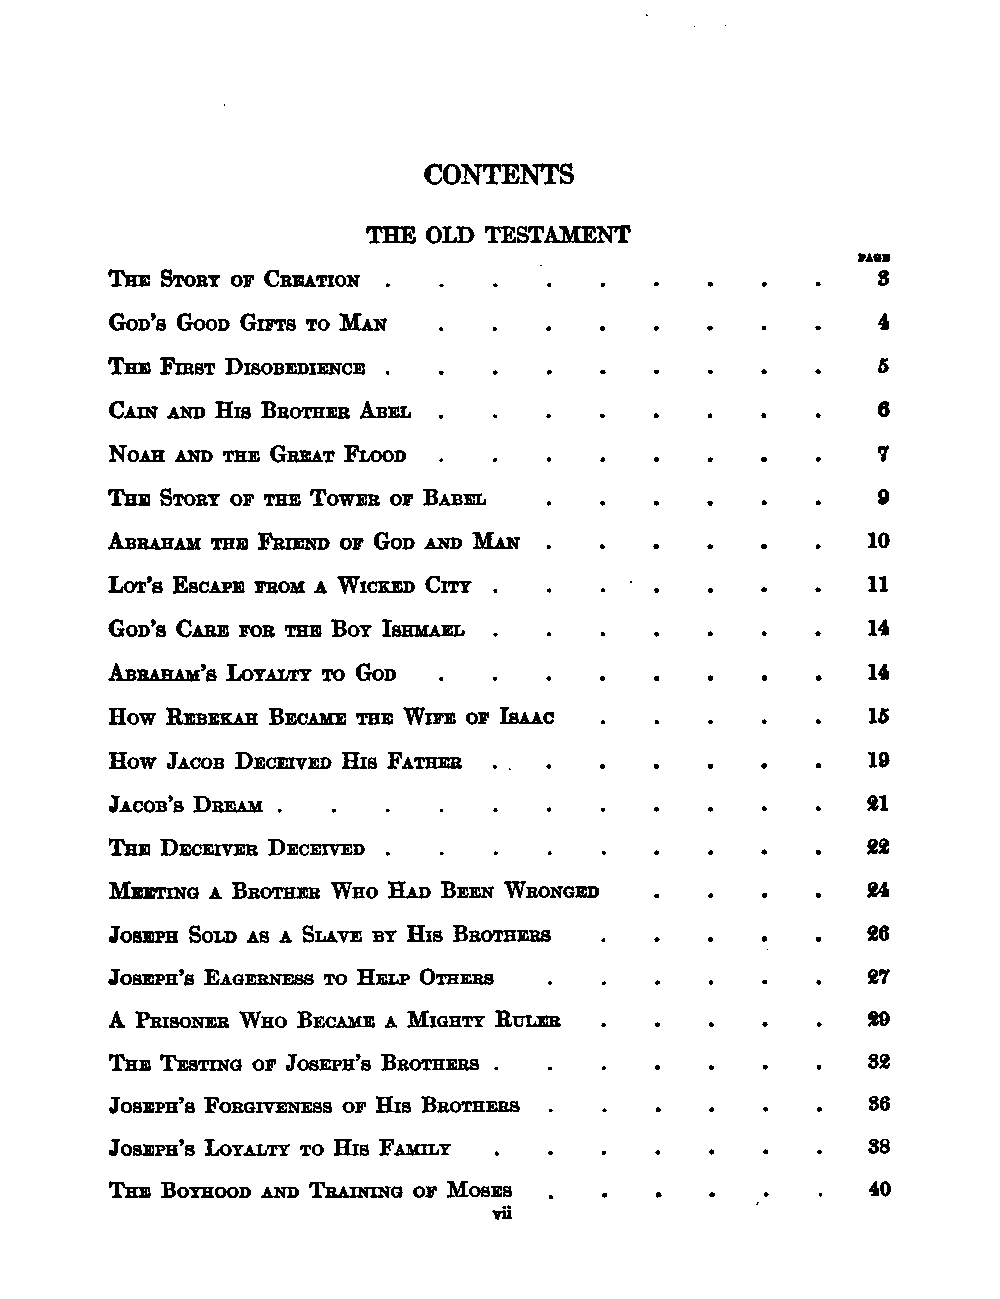 CONTENTS
THE OLD TESTAMENT
PAGE
The Story of Creation . . . . . . . . . 3
God's Good Gifts to Man . . . . . . . . 4
The First Disobedience . . . . . . . . . 5
Cain and His Brother Abel . . . . . . . . 6
Noah and the Great Flood . . . . . . . . 7
The Story of the Tower of Babel . . . . . . 9
Abraham the Friend of God and Man . . . . . . 10
Lot's Escape from a Wicked City . . . . . . . 11
God's Care for the Boy Ishmael . . . . . . . 14
Abraham's Loyalty to God . . . . . . . . 14
How Rebekah Became the Wife of Isaac . . . . . 15
How Jacob Deceived His Father . . . . . . . 19
Jacob's Dream . . . . . . . . . . . 21
The Deceiver Deceived . . . . . . . . . 22
Meeting a Brother Who Had Been Wronged . . . . 24
Joseph Sold as a Slave by His Brothers . . . . . 26
Joseph's Eagerness to Help Others . . . . . . 27
A Prisoner Who Became a Mighty Ruler . . . . . 29
The Testing of Joseph's Brothers . . . . . . . 32
Joseph's Forgiveness of His Brothers . . . . . . 36
Joseph's Loyalty to His Family . . . . . . . 38
The Boyhood and Training of Moses . . . . . . 40
vii